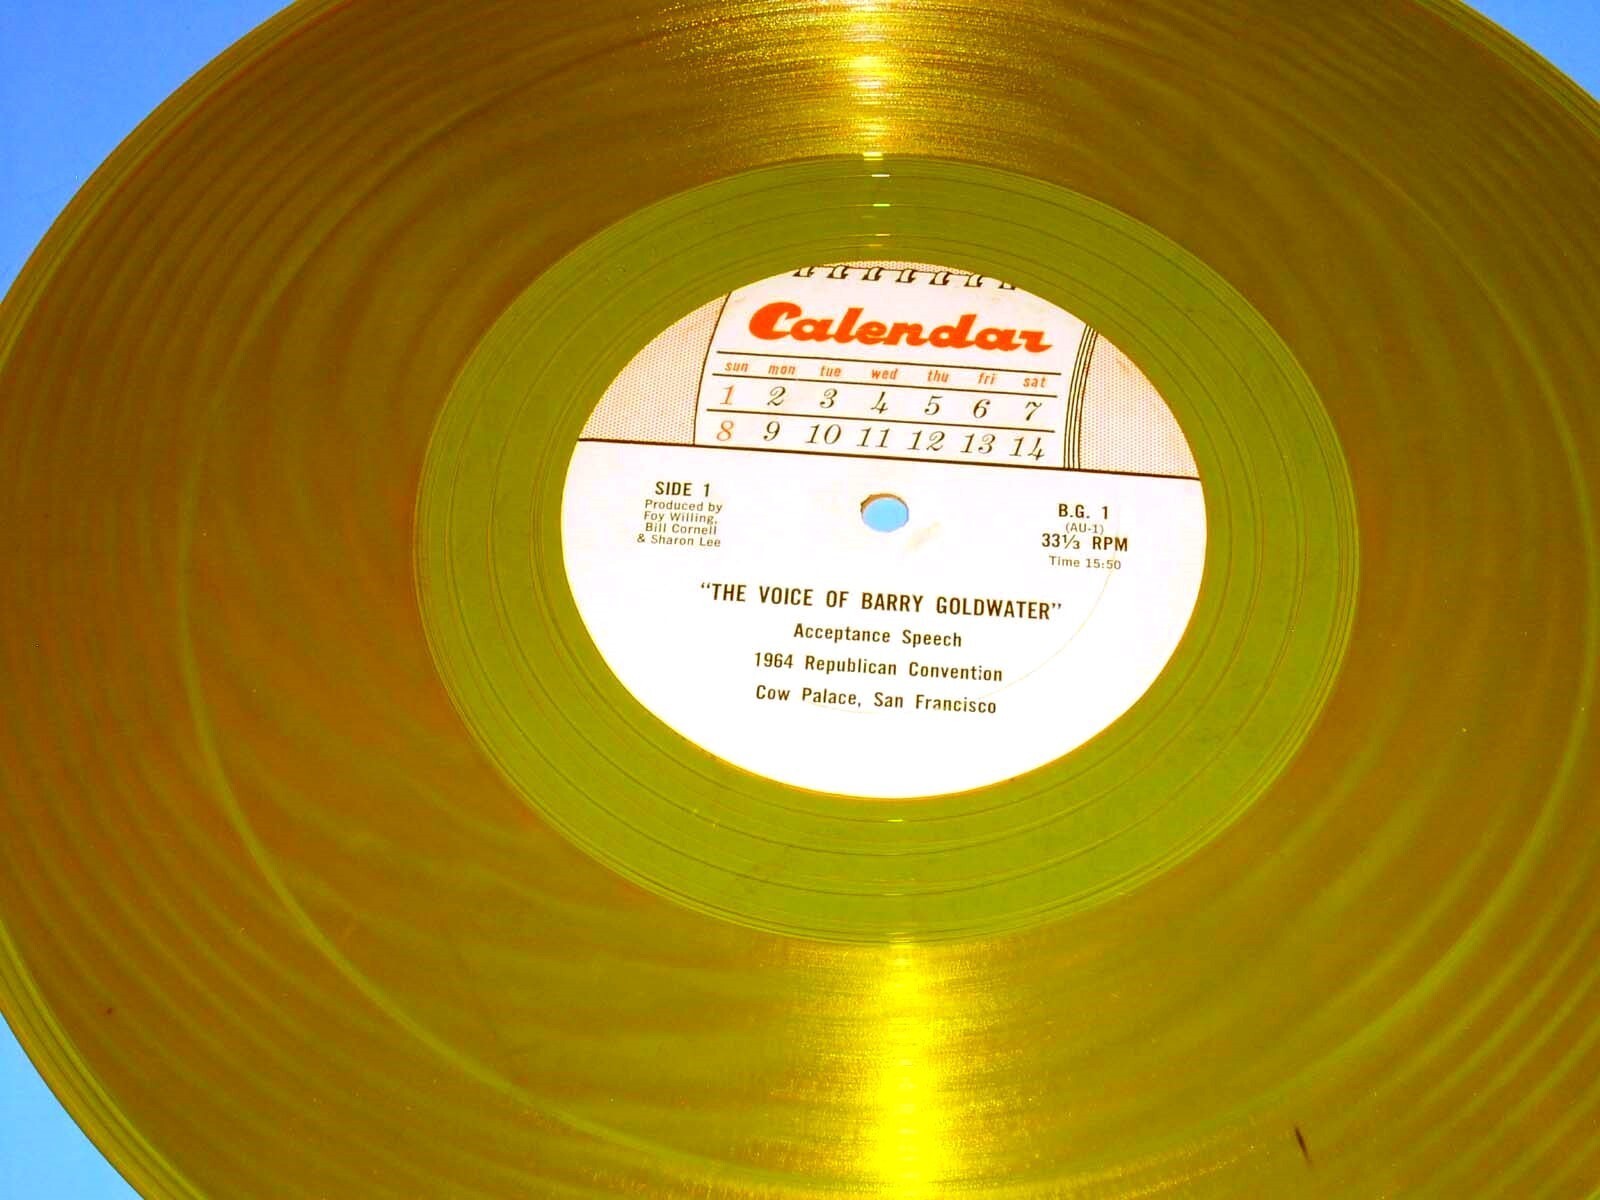 Calendar
sun mon tue wed thu fri sat
1 2 3 4 5 6 7
8 9 10 11 12 13 14
SIDE 1
Produced by
Foy Willing,
Bill Cornell
& Sharon Lee
B.G. 1
(AU-1)
33⅓ RPM
Time 15:50
"THE VOICE OF BARRY GOLDWATER"
Acceptance Speech
1964 Republican Convention
Cow Palace, San Francisco